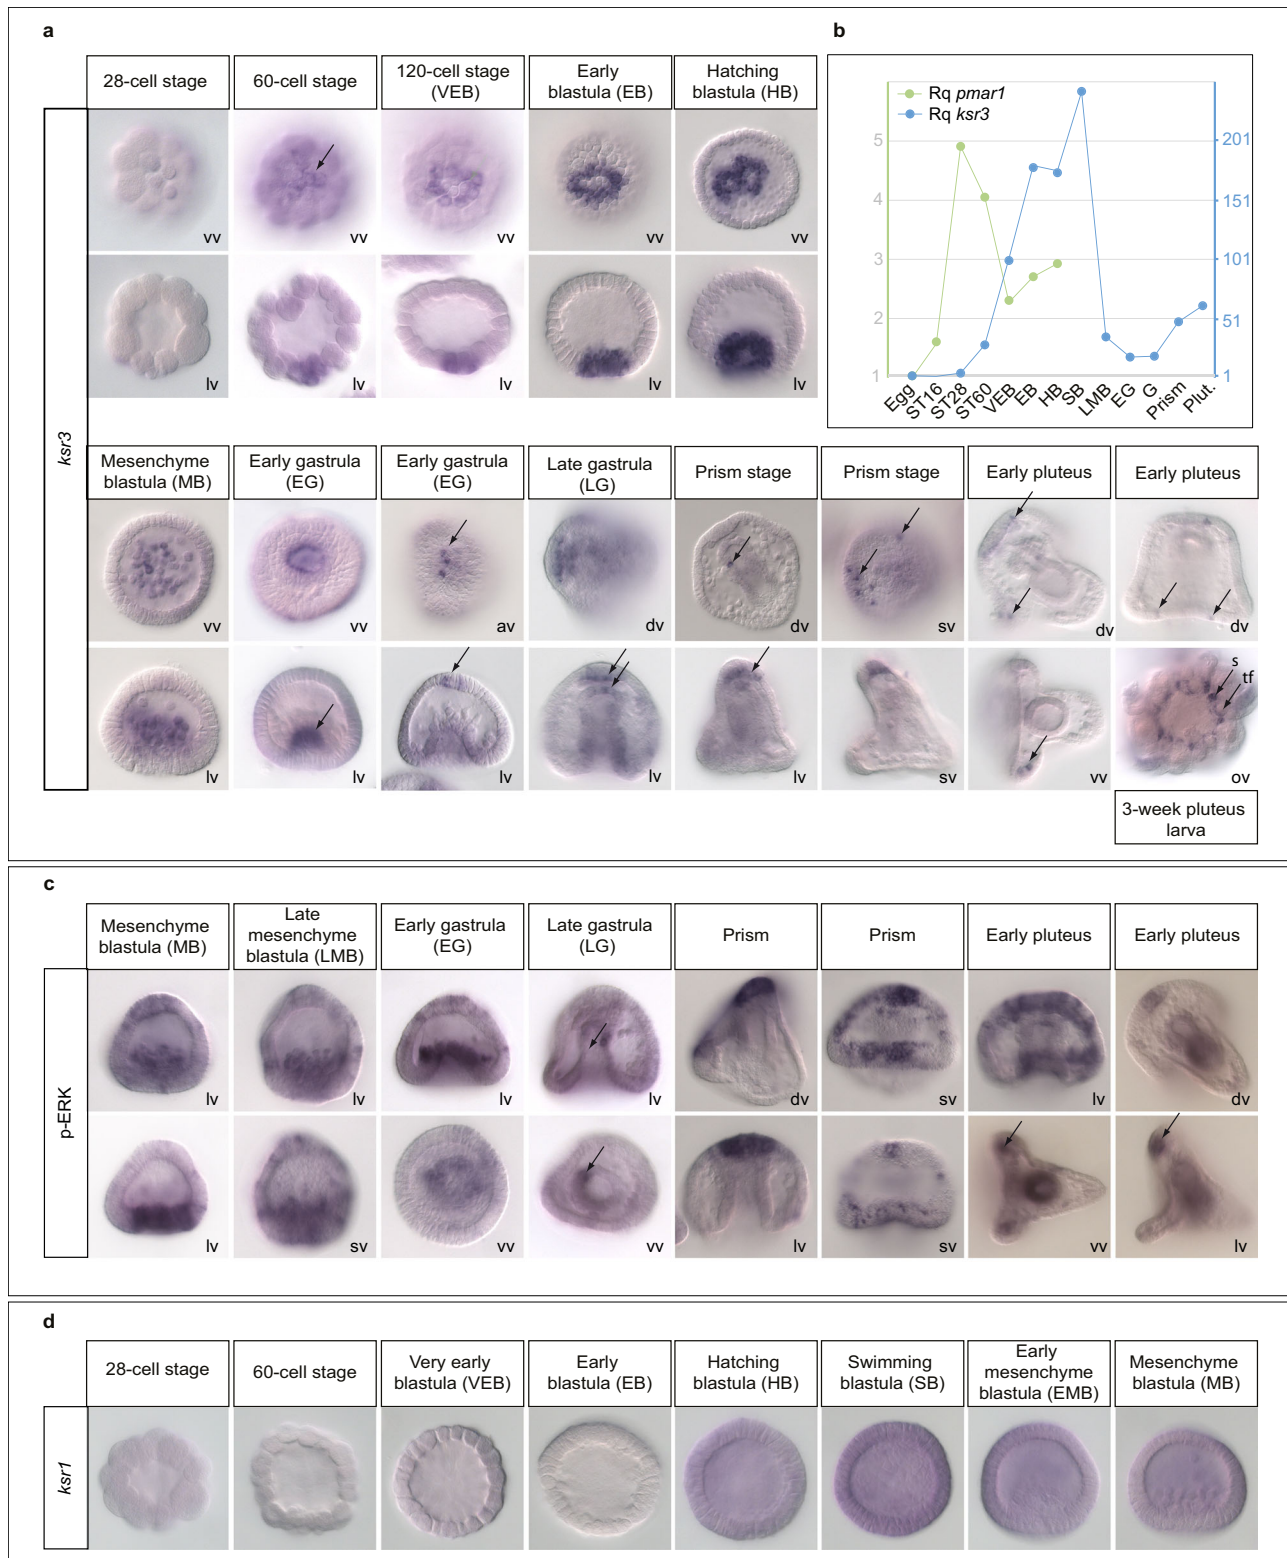 a
28-cell stage
60-cell stage
120-cell stage
(VEB)
Early
blastula (EB)
Hatching
blastula (HB)
vv
vv
vv
vv
vv
lv
lv
lv
lv
lv
ksr3
b
Rq pmar1
Rq ksr3
5
4
3
2
1
201
151
101
51
1
Egg
ST16
ST28
ST60
VEB
EB
HB
SB
LMB
EG
G
Prism
Plut.
Mesenchyme
blastula (MB)
Early gastrula
(EG)
Early gastrula
(EG)
Late gastrula
(LG)
Prism stage
Prism stage
Early pluteus
Early pluteus
vv
vv
av
dv
dv
sv
dv
dv
s
tf
lv
lv
lv
lv
lv
sv
vv
ov
3-week pluteus
larva
c
Mesenchyme
blastula (MB)
Late
mesenchyme
blastula (LMB)
Early gastrula
(EG)
Late gastrula
(LG)
Prism
Prism
Early pluteus
Early pluteus
p-ERK
lv
lv
lv
lv
dv
sv
lv
dv
lv
sv
vv
vv
lv
sv
vv
lv
d
28-cell stage
60-cell stage
Very early
blastula (VEB)
Early
blastula (EB)
Hatching
blastula (HB)
Swimming
blastula (SB)
Early
mesenchyme
blastula (EMB)
Mesenchyme
blastula (MB)
ksr1